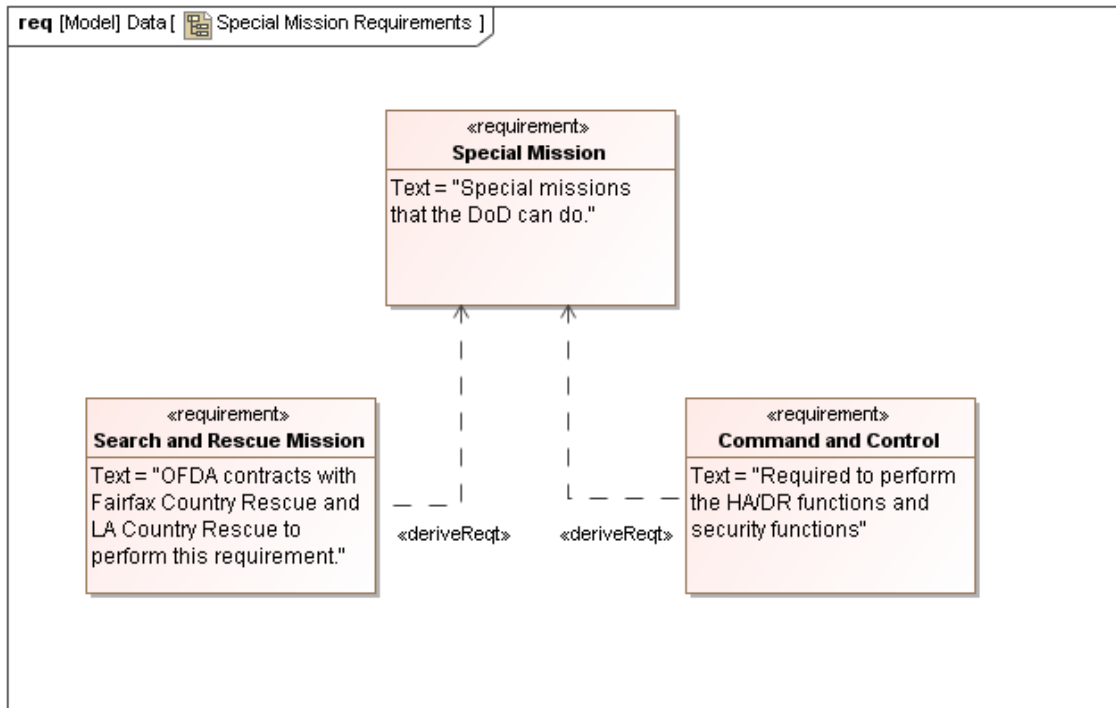 req [Model] Data [ Special Mission Requirements ]
«requirement»
Special Mission
Text = "Special missions
that the DoD can do."
«requirement»
Search and Rescue Mission
Text = "OFDA contracts with
Fairfax Country Rescue and
LA Country Rescue to
perform this requirement."
«deriveReqt»
«deriveReqt»
«requirement»
Command and Control
Text = "Required to perform
the HA/DR functions and
security functions"